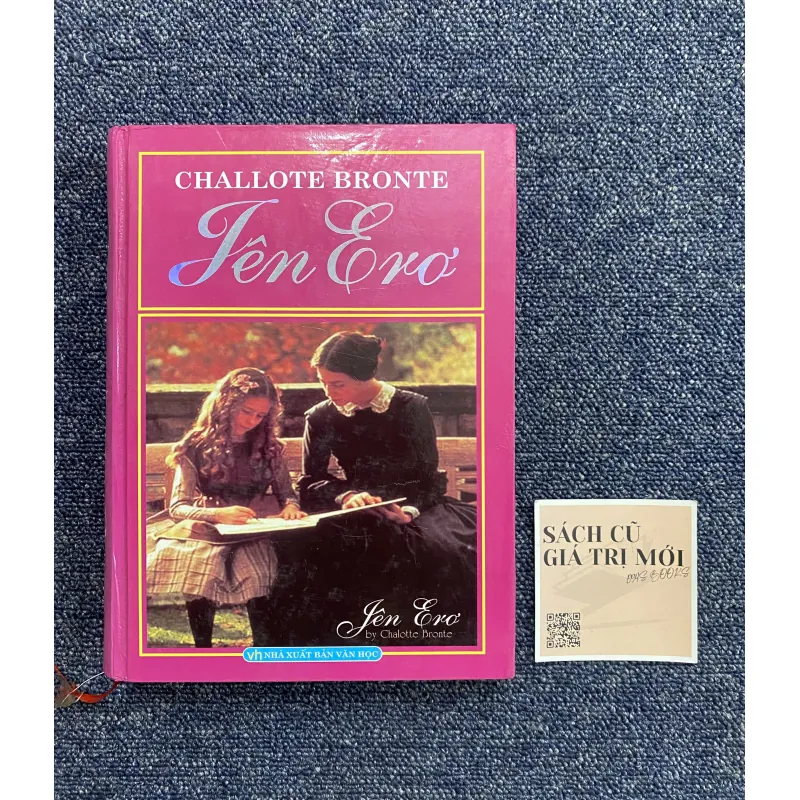 CHALLOTE BRONTE
Jên Erơ
Jên Erơ
by Chalotte Bronte
vh NHÀ XUẤT BẢN VĂN HỌC
SÁCH CŨ
GIÁ TRỊ MỚI